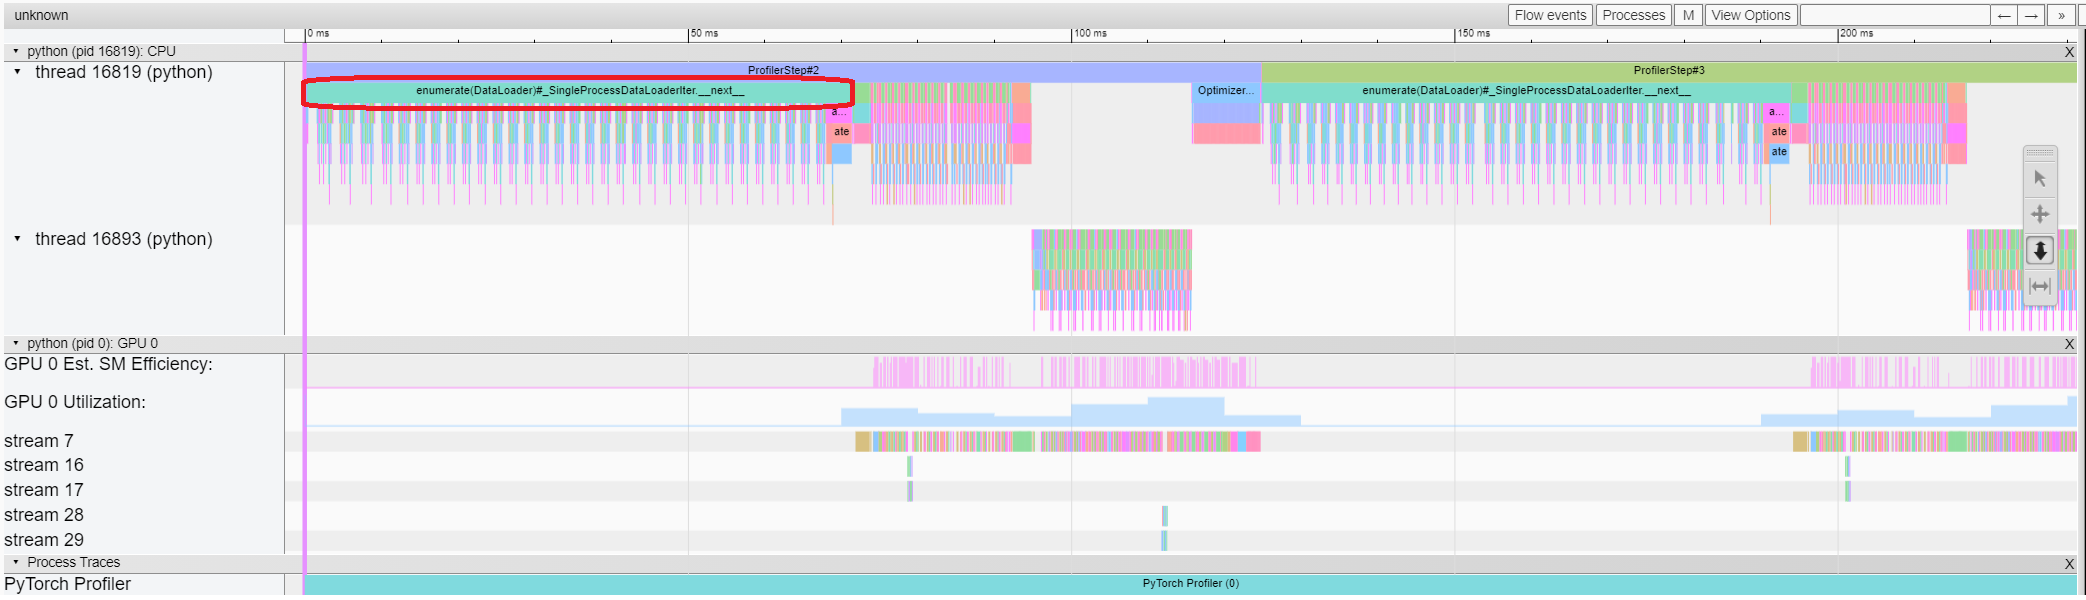 unknown
Flow events Processes M View Options ← → »
0 ms 50 ms 100 ms 150 ms 200 ms
▾ python (pid 16819): CPU X
▾ thread 16819 (python)
ProfilerStep#2 ProfilerStep#3
enumerate(DataLoader)#_SingleProcessDataLoaderIter.__next__ Optimizer... enumerate(DataLoader)#_SingleProcessDataLoaderIter.__next__
a... a...
ate ate
ate
▾ thread 16893 (python)
▾ python (pid 0): GPU 0 X
GPU 0 Est. SM Efficiency:
GPU 0 Utilization:
stream 7
stream 16
stream 17
stream 28
stream 29
▾ Process Traces X
PyTorch Profiler PyTorch Profiler (0)